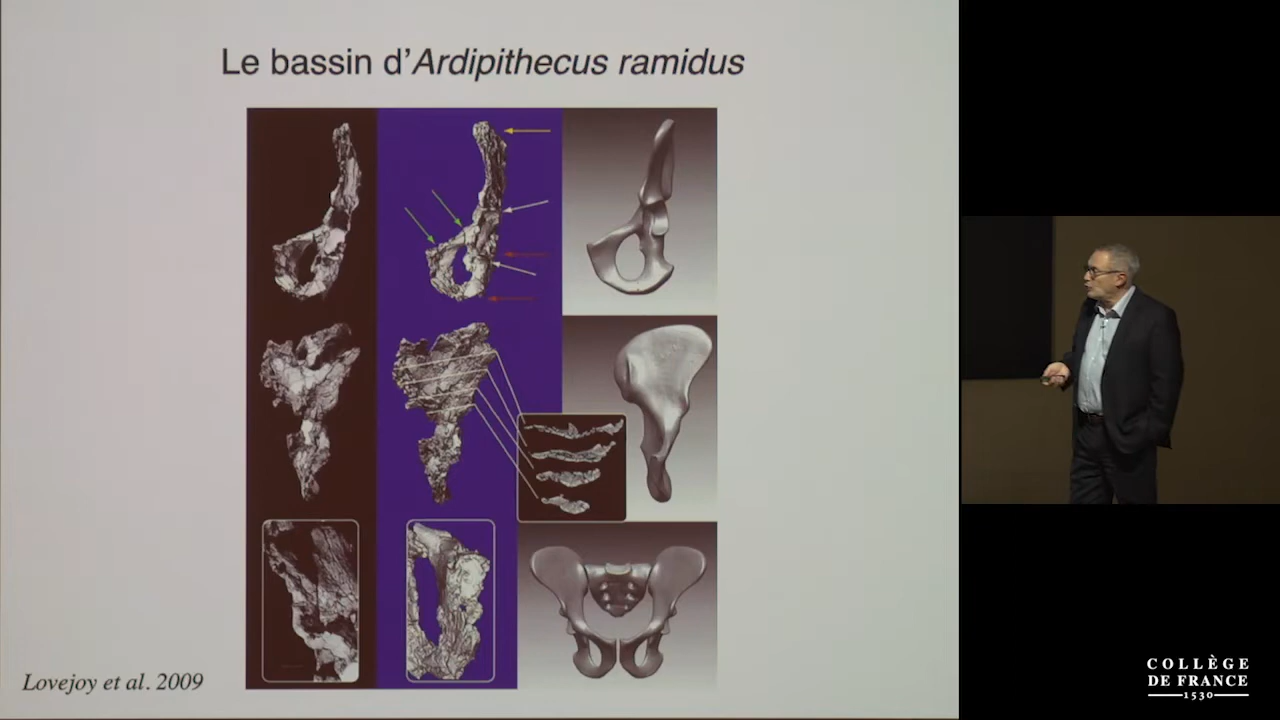 Le bassin d'Ardipithecus ramidus
Lovejoy et al. 2009
COLLÈGE
DE FRANCE
1530